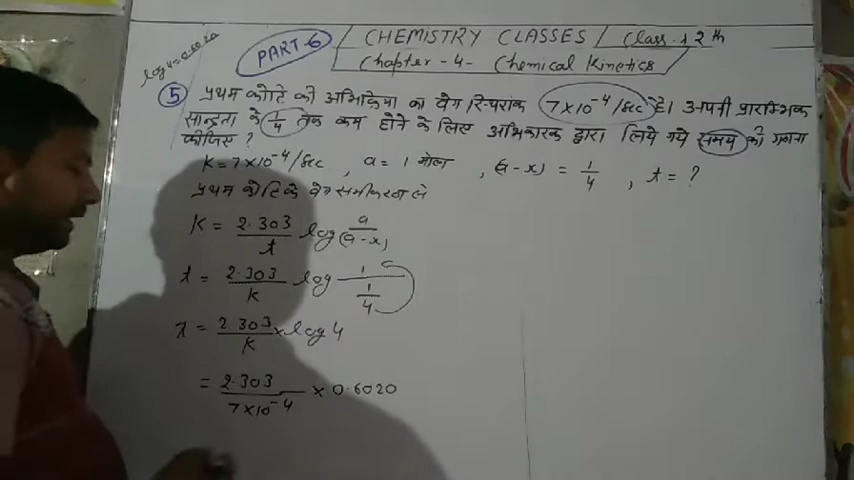 PART-6
CHEMISTRY CLASSES / Class-12th
Chapter-4- Chemical Kinetics
log 4=0.6020
5 प्रथम कोटि की अभिक्रिया का वेग स्थिरांक 7×10⁻⁴/sec है। अपनी प्रारम्भिक
सान्द्रता के 1/4 तक कम होने के लिए अभिकारक द्वारा लिये गये समय की गणना
कीजिए ?
K=7×10⁻⁴/sec , a = 1 मोल , (a-x) = 1/4 , t = ?
प्रथम कोटि के वेग समीकरण से
K = 2.303/t log a/(a-x)
t = 2.303/K log 1/(1/4)
t = 2.303/K × log 4
= 2.303/7×10⁻⁴ × 0.6020